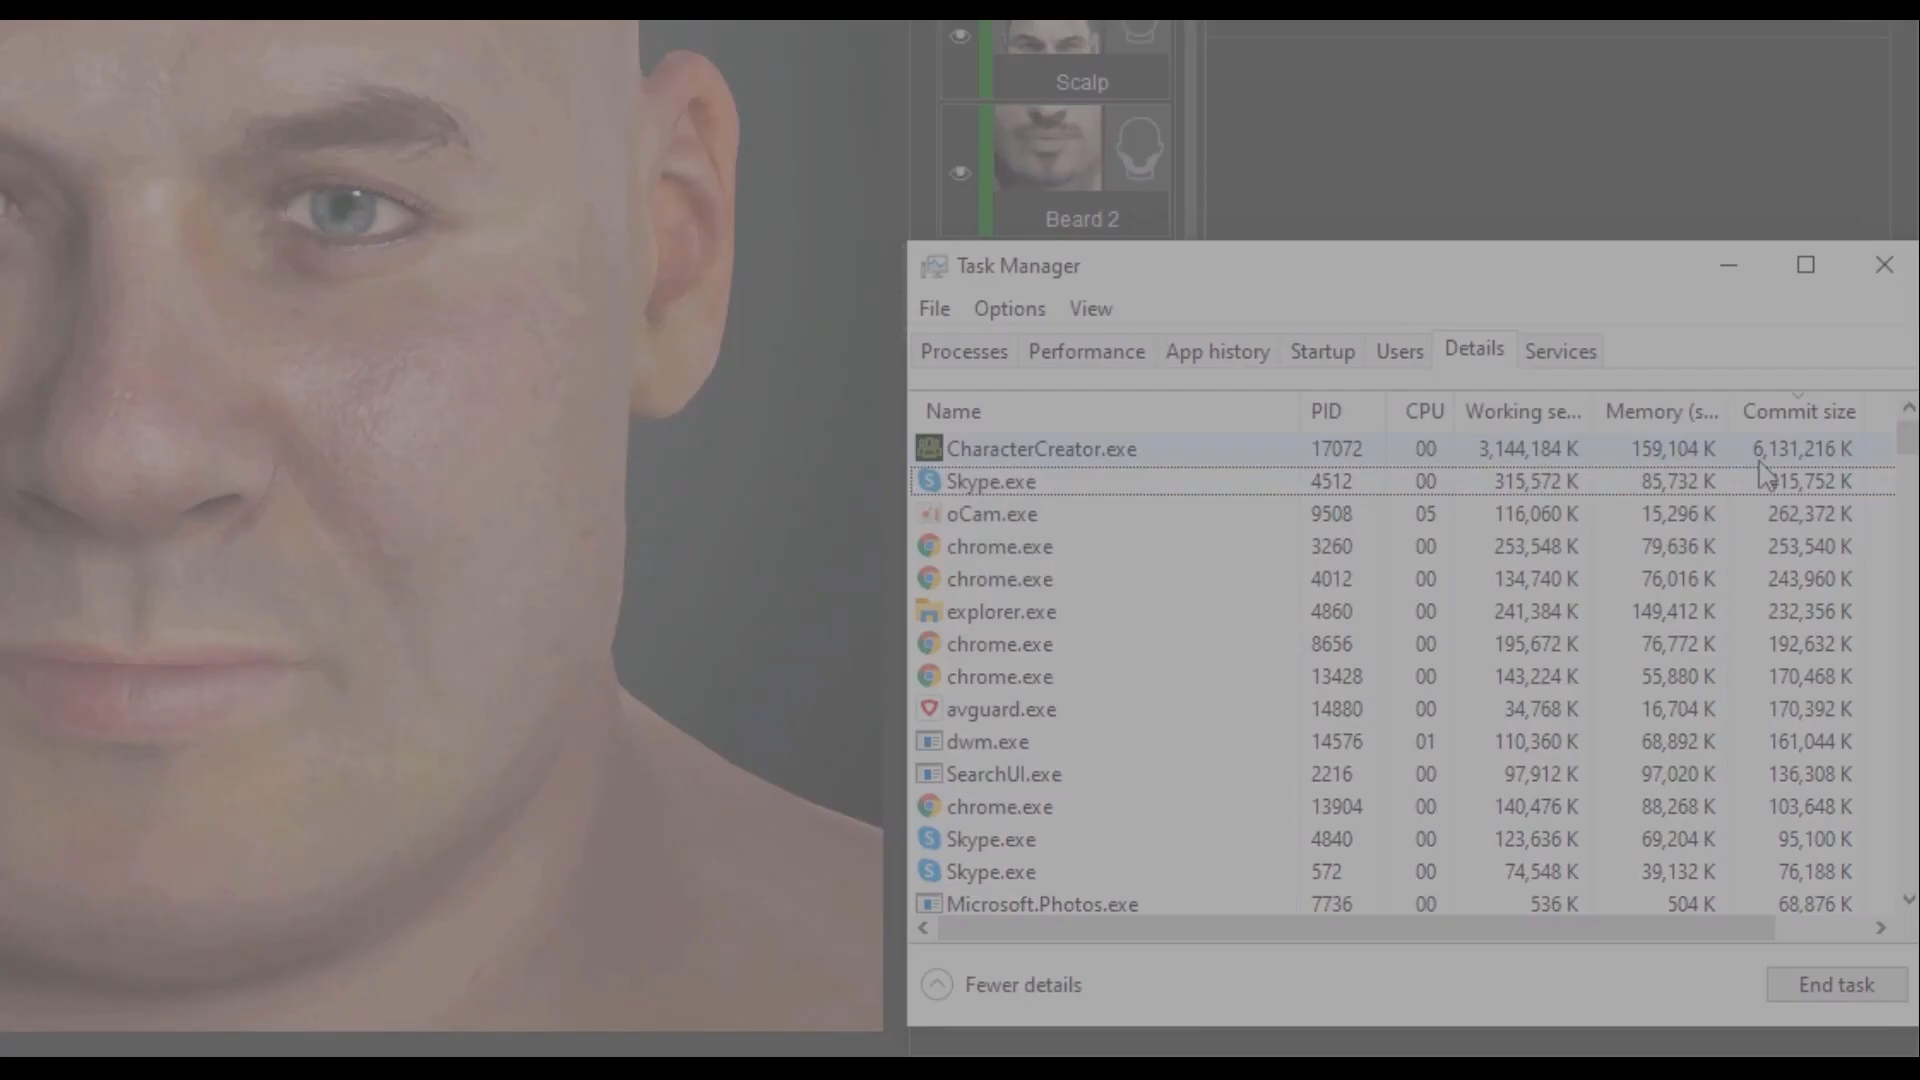 Scalp
Beard 2
Task Manager
File Options View
Processes Performance App history Startup Users Details Services
Name PID CPU Working se... Memory (s... Commit size
CharacterCreator.exe 17072 00 3,144,184 K 159,104 K 6,131,216 K
Skype.exe 4512 00 315,572 K 85,732 K 15,752 K
oCam.exe 9508 05 116,060 K 15,296 K 262,372 K
chrome.exe 3260 00 253,548 K 79,636 K 253,540 K
chrome.exe 4012 00 134,740 K 76,016 K 243,960 K
explorer.exe 4860 00 241,384 K 149,412 K 232,356 K
chrome.exe 8656 00 195,672 K 76,772 K 192,632 K
chrome.exe 13428 00 143,224 K 55,880 K 170,468 K
avguard.exe 14880 00 34,768 K 16,704 K 170,392 K
dwm.exe 14576 01 110,360 K 68,892 K 161,044 K
SearchUI.exe 2216 00 97,912 K 97,020 K 136,308 K
chrome.exe 13904 00 140,476 K 88,268 K 103,648 K
Skype.exe 4840 00 123,636 K 69,204 K 95,100 K
Skype.exe 572 00 74,548 K 39,132 K 76,188 K
Microsoft.Photos.exe 7736 00 536 K 504 K 68,876 K
Fewer details
End task